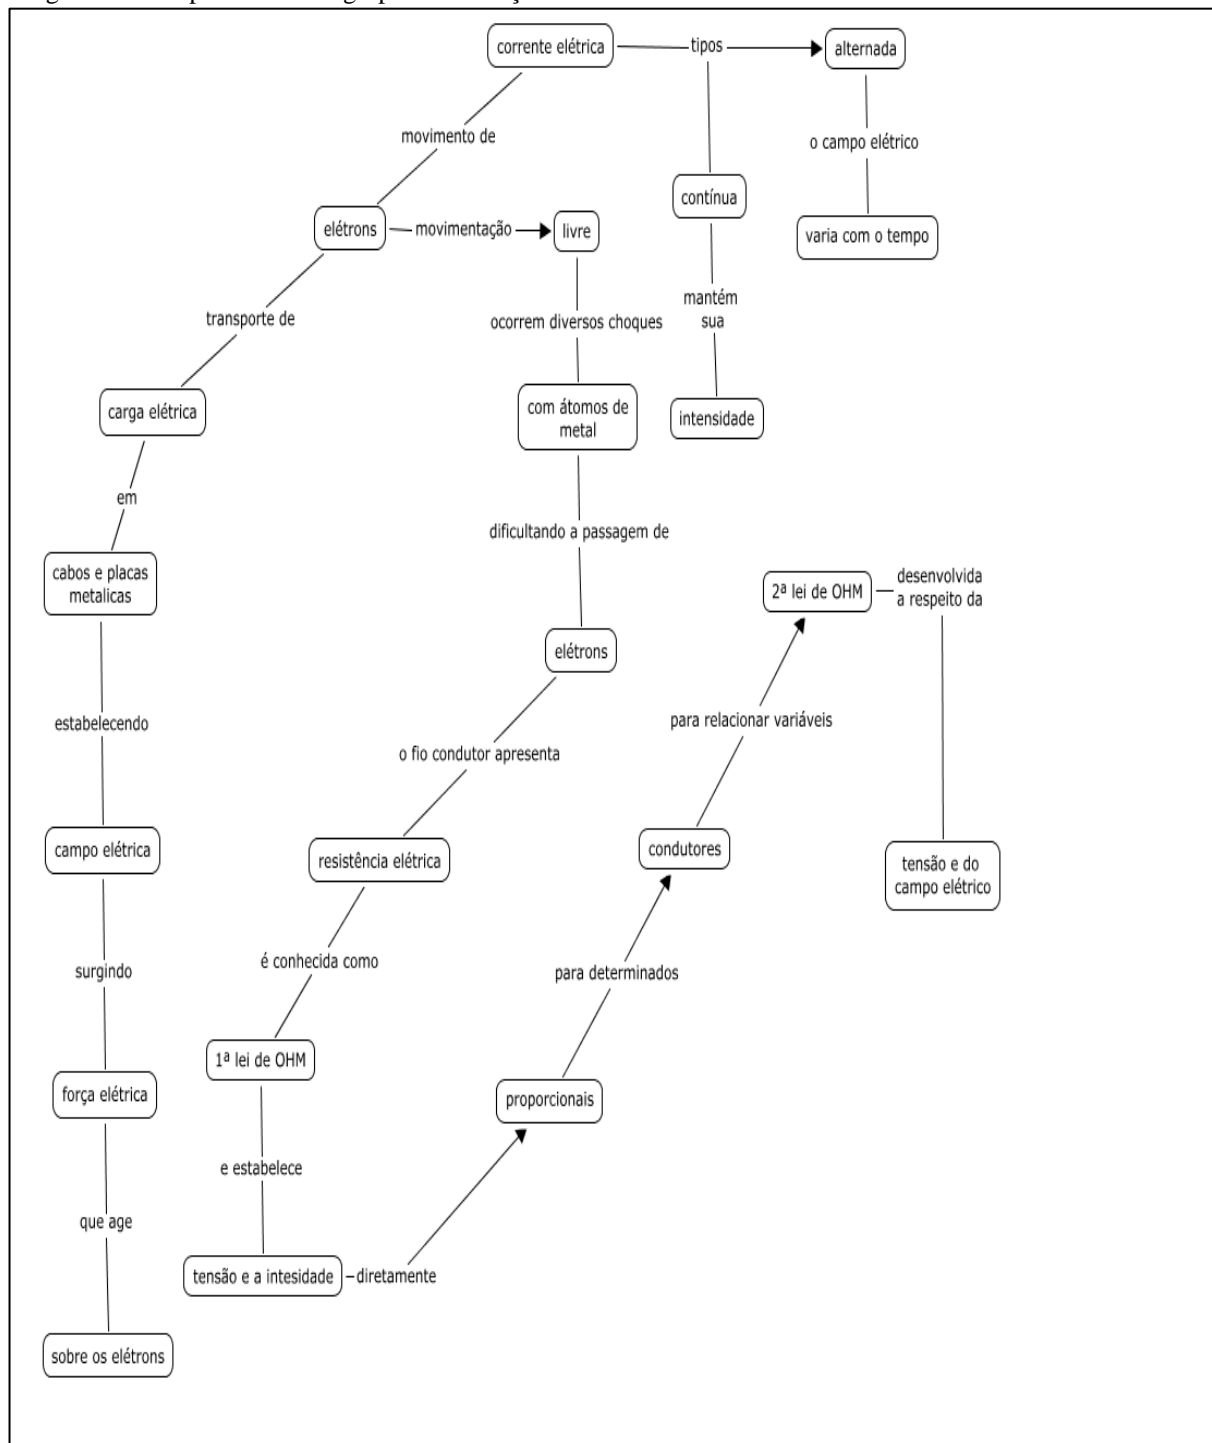 corrente elétrica
tipos
alternada
movimento de
o campo elétrico
contínua
elétrons
movimentação
livre
varia com o tempo
mantém
sua
transporte de
ocorrem diversos choques
carga elétrica
com átomos de
metal
intensidade
em
dificultando a passagem de
cabos e placas
metalicas
2ª lei de OHM
desenvolvida
a respeito da
elétrons
estabelecendo
para relacionar variáveis
o fio condutor apresenta
campo elétrica
resistência elétrica
condutores
tensão e do
campo elétrico
surgindo
é conhecida como
para determinados
1ª lei de OHM
força elétrica
proporcionais
e estabelece
que age
tensão e a intesidade
diretamente
sobre os elétrons